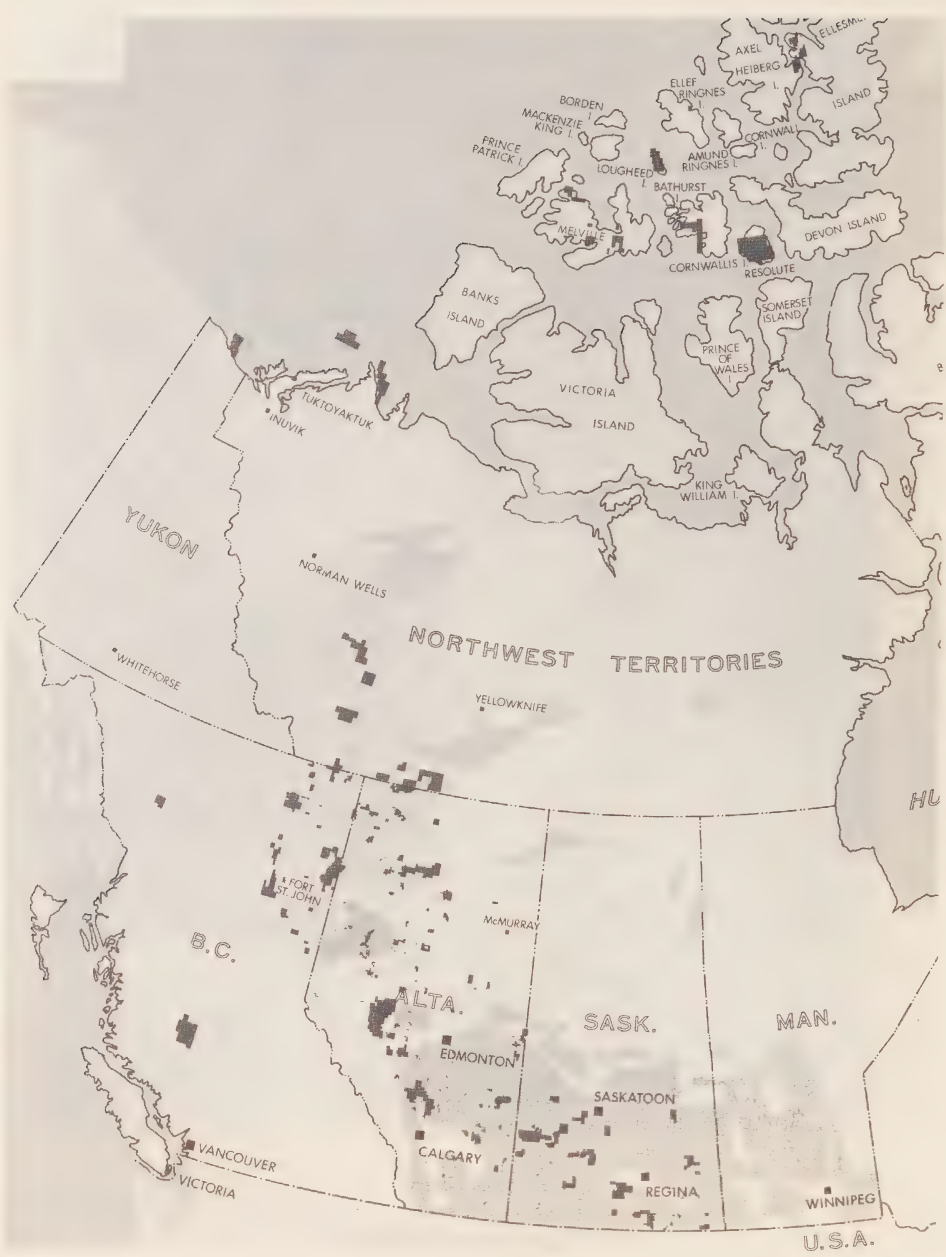 ELLESME
AXEL
HEIBERG
I.
ISLAND
ELLEF
RINGNES
I.
BORDEN
I
MACKENZIE
KING I.
CORNWALL
I.
PRINCE
PATRICK I.
AMUND
RINGNES I.
LOUGHEED
I.
BATHURST
I
MELVILLE
DEVON ISLAND
CORNWALLIS I.
RESOLUTE
BANKS
ISLAND
SOMERSET
ISLAND
PRINCE
OF
WALES
I
VICTORIA
ISLAND
TUKTOYAKTUK
INUVIK
KING
WILLIAM I.
YUKON
NORMAN WELLS
NORTHWEST TERRITORIES
WHITEHORSE
YELLOWKNIFE
HU
FORT
ST. JOHN
McMURRAY
B.C.
ALTA.
SASK.
MAN.
EDMONTON
SASKATOON
CALGARY
VANCOUVER
VICTORIA
REGINA
WINNIPEG
U.S.A.